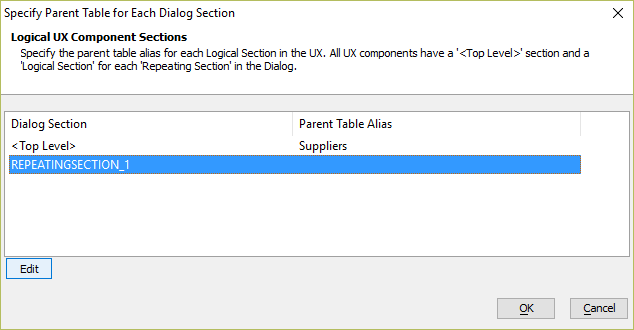 Specify Parent Table for Each Dialog Section
Logical UX Component Sections
Specify the parent table alias for each Logical Section in the UX. All UX components have a '<Top Level>' section and a
'Logical Section' for each 'Repeating Section' in the Dialog.
Dialog Section Parent Table Alias
<Top Level> Suppliers
REPEATINGSECTION_1
Edit
OK Cancel